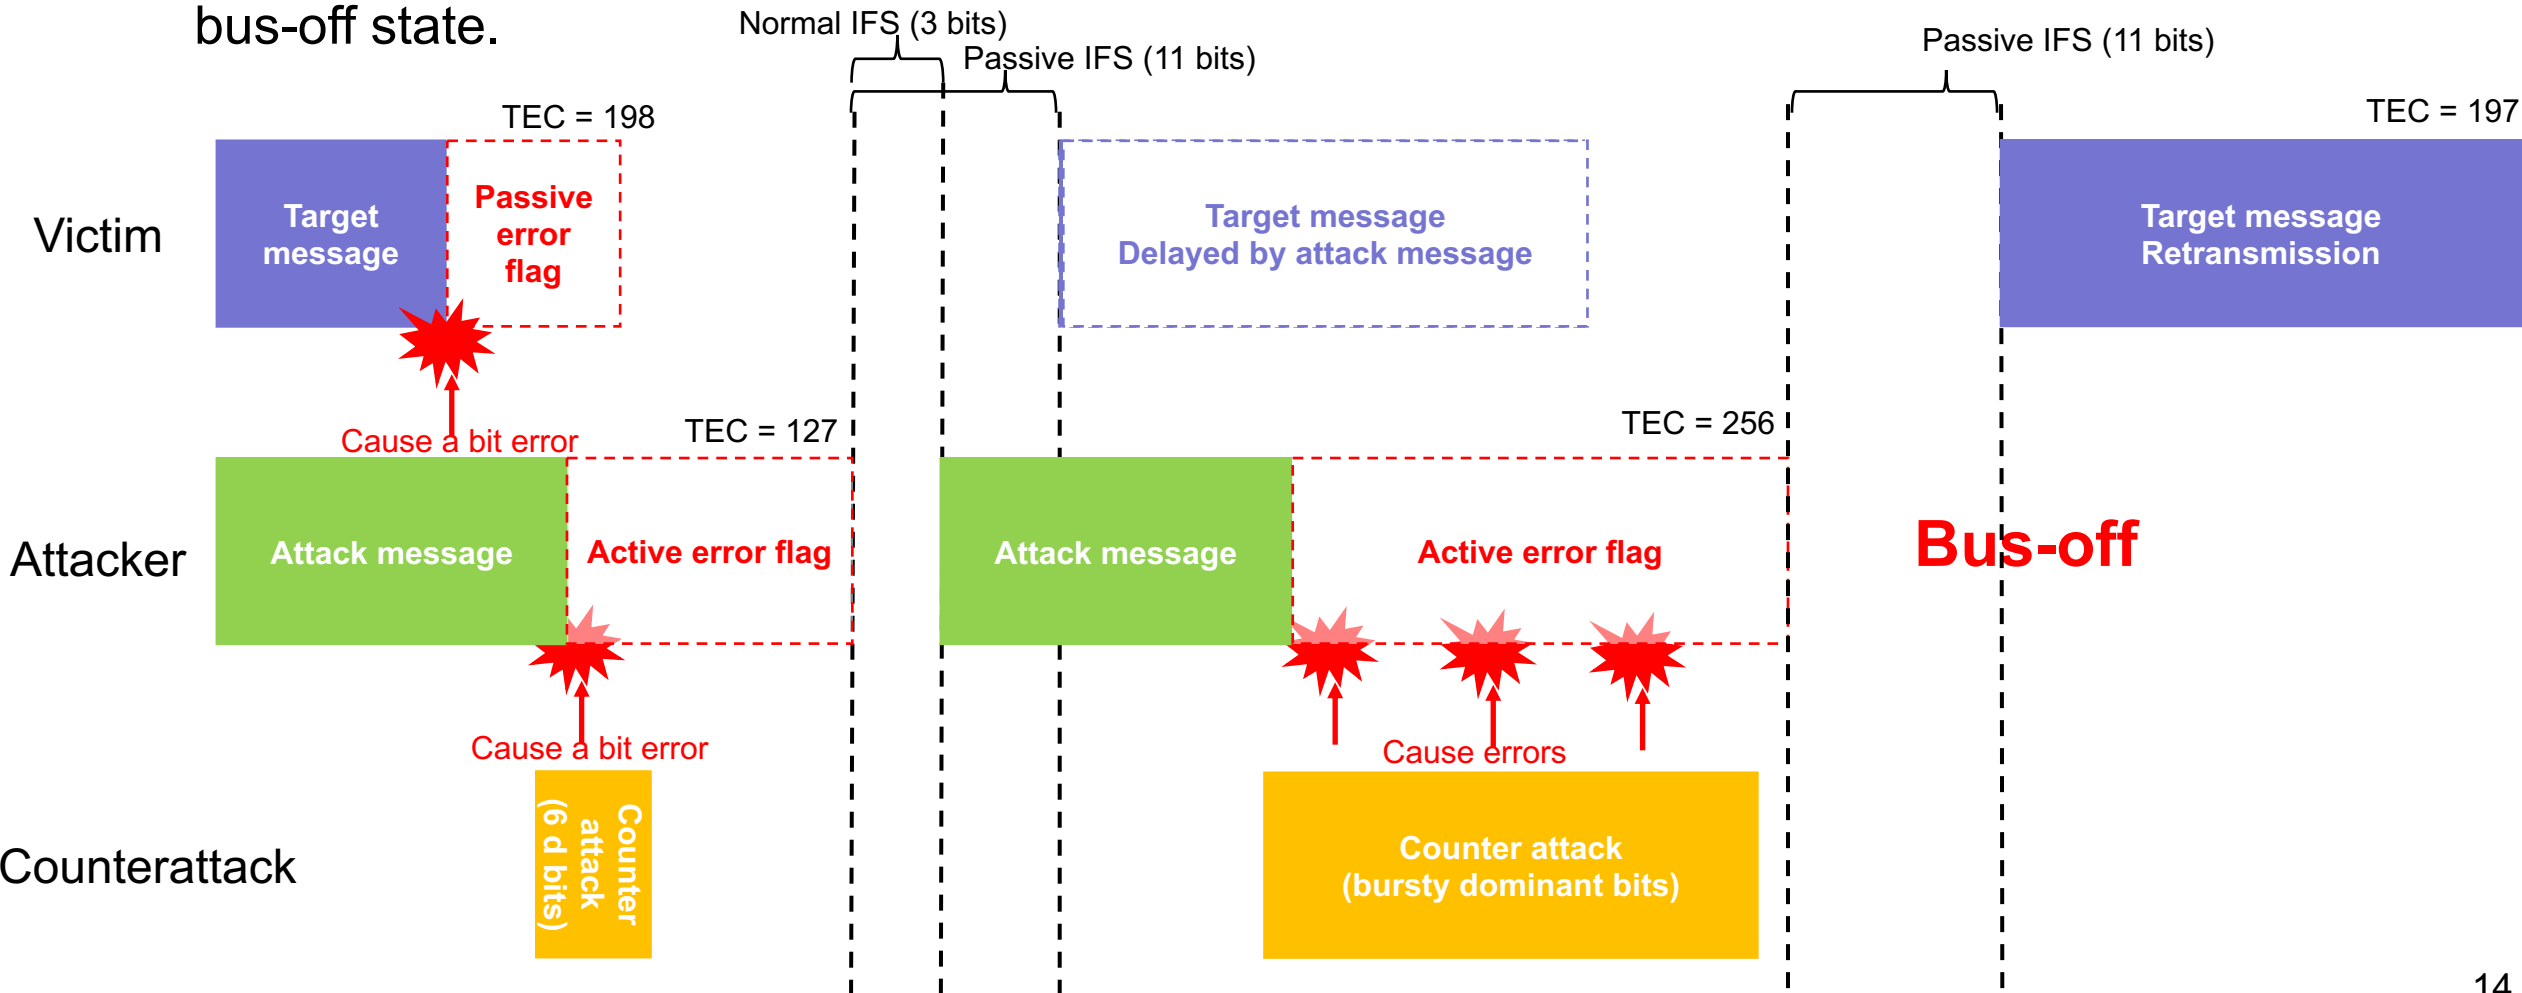 bus-off state.
Normal IFS (3 bits)
Passive IFS (11 bits)
Passive IFS (11 bits)
TEC = 198
TEC = 197
Victim
Target
message
Passive
error
flag
Target message
Delayed by attack message
Target message
Retransmission
Cause a bit error
TEC = 127
TEC = 256
Attacker
Attack message
Active error flag
Attack message
Active error flag
Bus-off
Cause a bit error
Cause errors
Counterattack
Counter
attack
(6 d bits)
Counter attack
(bursty dominant bits)
14